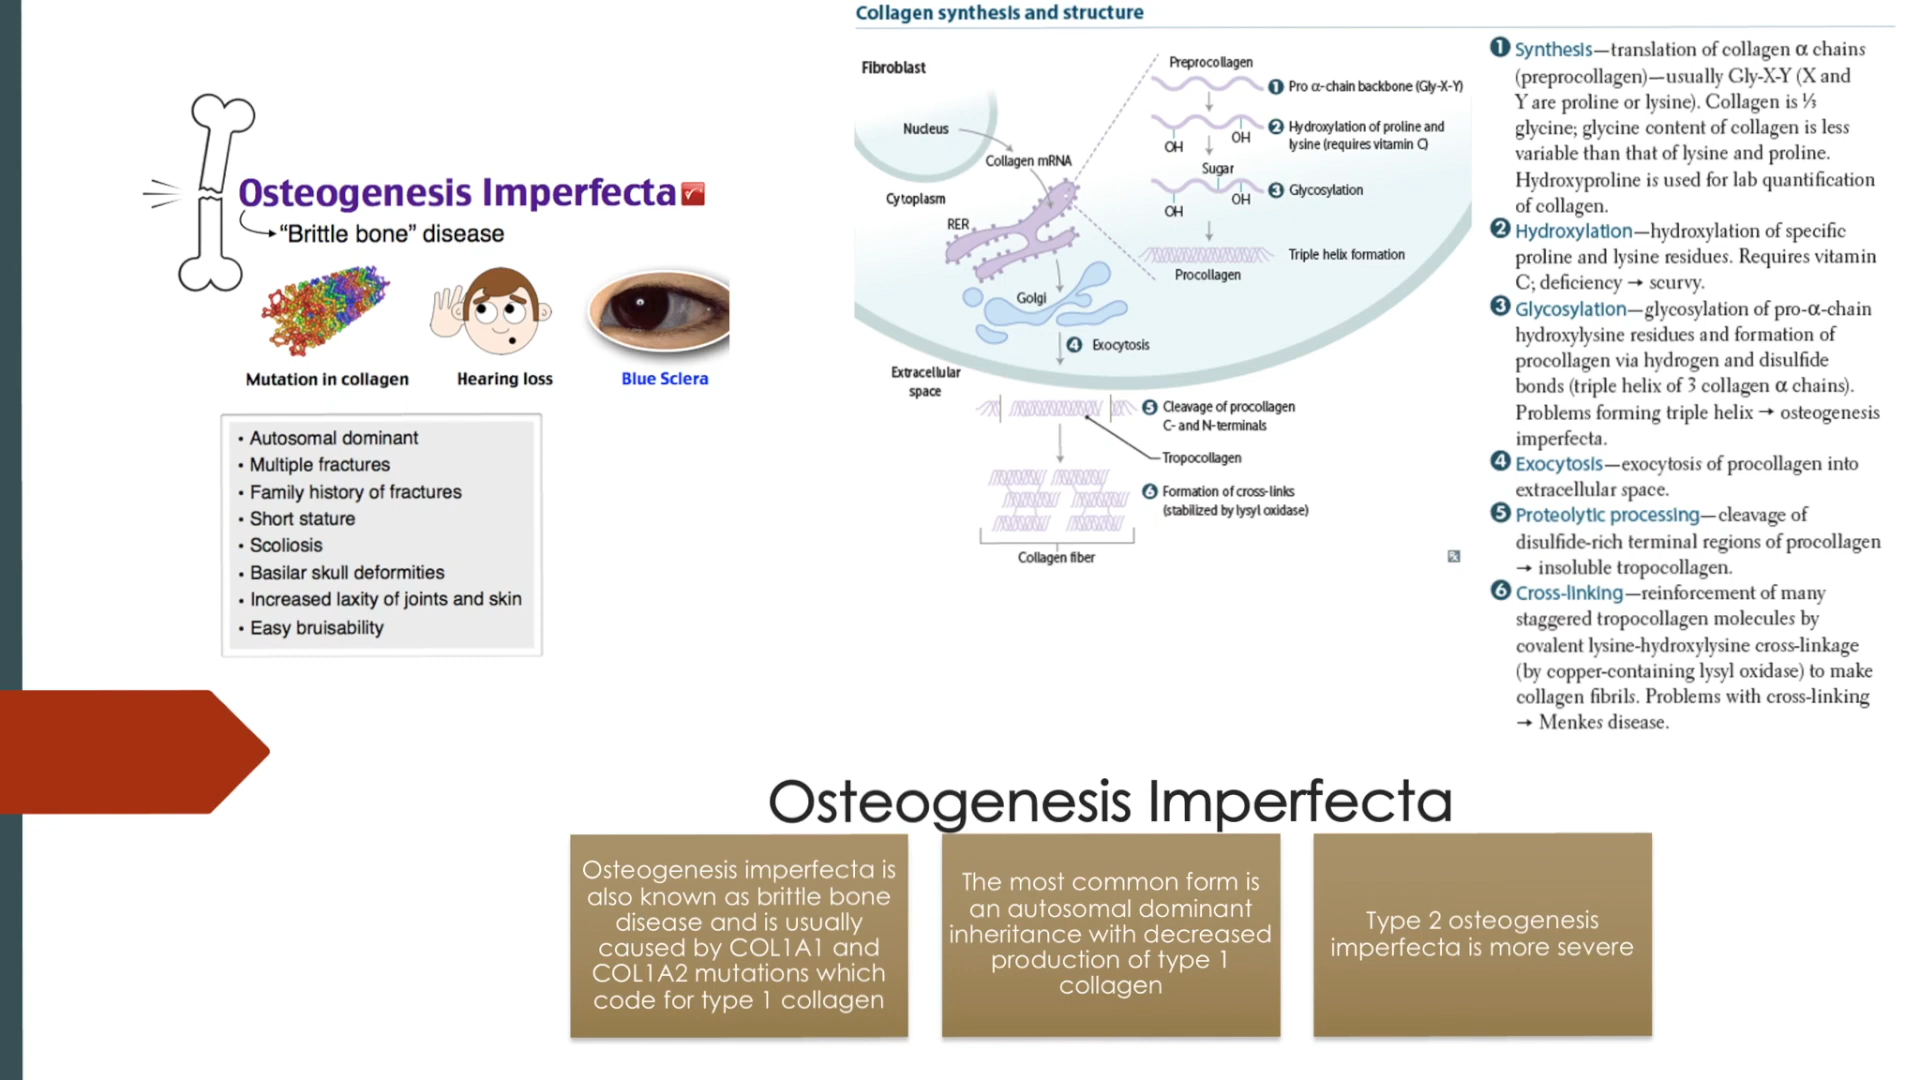 Osteogenesis Imperfecta
“Brittle bone” disease
Mutation in collagen
Hearing loss
Blue Sclera
• Autosomal dominant
• Multiple fractures
• Family history of fractures
• Short stature
• Scoliosis
• Basilar skull deformities
• Increased laxity of joints and skin
• Easy bruisability
Collagen synthesis and structure
Fibroblast
Nucleus
Collagen mRNA
Cytoplasm
RER
Golgi
4 Exocytosis
Extracellular
space
Preprocollagen
1 Pro α-chain backbone (Gly-X-Y)
2 Hydroxylation of proline and
lysine (requires vitamin C)
OH
OH
Sugar
3 Glycosylation
OH
OH
Triple helix formation
Procollagen
5 Cleavage of procollagen
C- and N-terminals
Tropocollagen
6 Formation of cross-links
(stabilized by lysyl oxidase)
Collagen fiber
1 Synthesis—translation of collagen α chains
(preprocollagen)—usually Gly-X-Y (X and
Y are proline or lysine). Collagen is ⅓
glycine; glycine content of collagen is less
variable than that of lysine and proline.
Hydroxyproline is used for lab quantification
of collagen.
2 Hydroxylation—hydroxylation of specific
proline and lysine residues. Requires vitamin
C; deficiency → scurvy.
3 Glycosylation—glycosylation of pro-α-chain
hydroxylysine residues and formation of
procollagen via hydrogen and disulfide
bonds (triple helix of 3 collagen α chains).
Problems forming triple helix → osteogenesis
imperfecta.
4 Exocytosis—exocytosis of procollagen into
extracellular space.
5 Proteolytic processing—cleavage of
disulfide-rich terminal regions of procollagen
→ insoluble tropocollagen.
6 Cross-linking—reinforcement of many
staggered tropocollagen molecules by
covalent lysine-hydroxylysine cross-linkage
(by copper-containing lysyl oxidase) to make
collagen fibrils. Problems with cross-linking
→ Menkes disease.
Osteogenesis Imperfecta
Osteogenesis imperfecta is
also known as brittle bone
disease and is usually
caused by COL1A1 and
COL1A2 mutations which
code for type 1 collagen
The most common form is
an autosomal dominant
inheritance with decreased
production of type 1
collagen
Type 2 osteogenesis
imperfecta is more severe